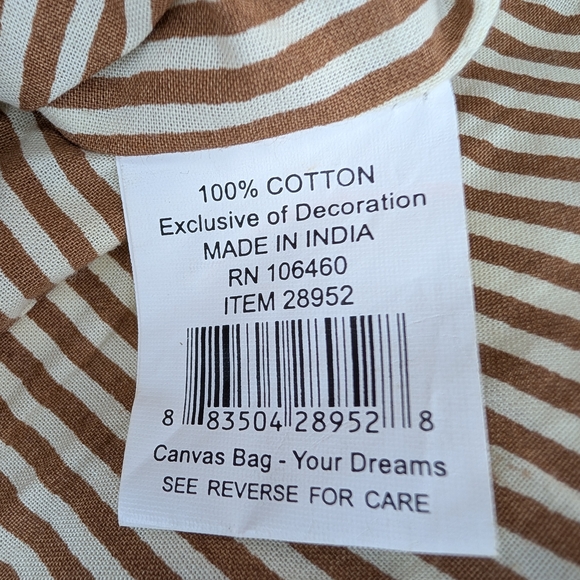 100% COTTON
Exclusive of Decoration
MADE IN INDIA
RN 106460
ITEM 28952
8 83504 28952 8
Canvas Bag - Your Dreams
SEE REVERSE FOR CARE